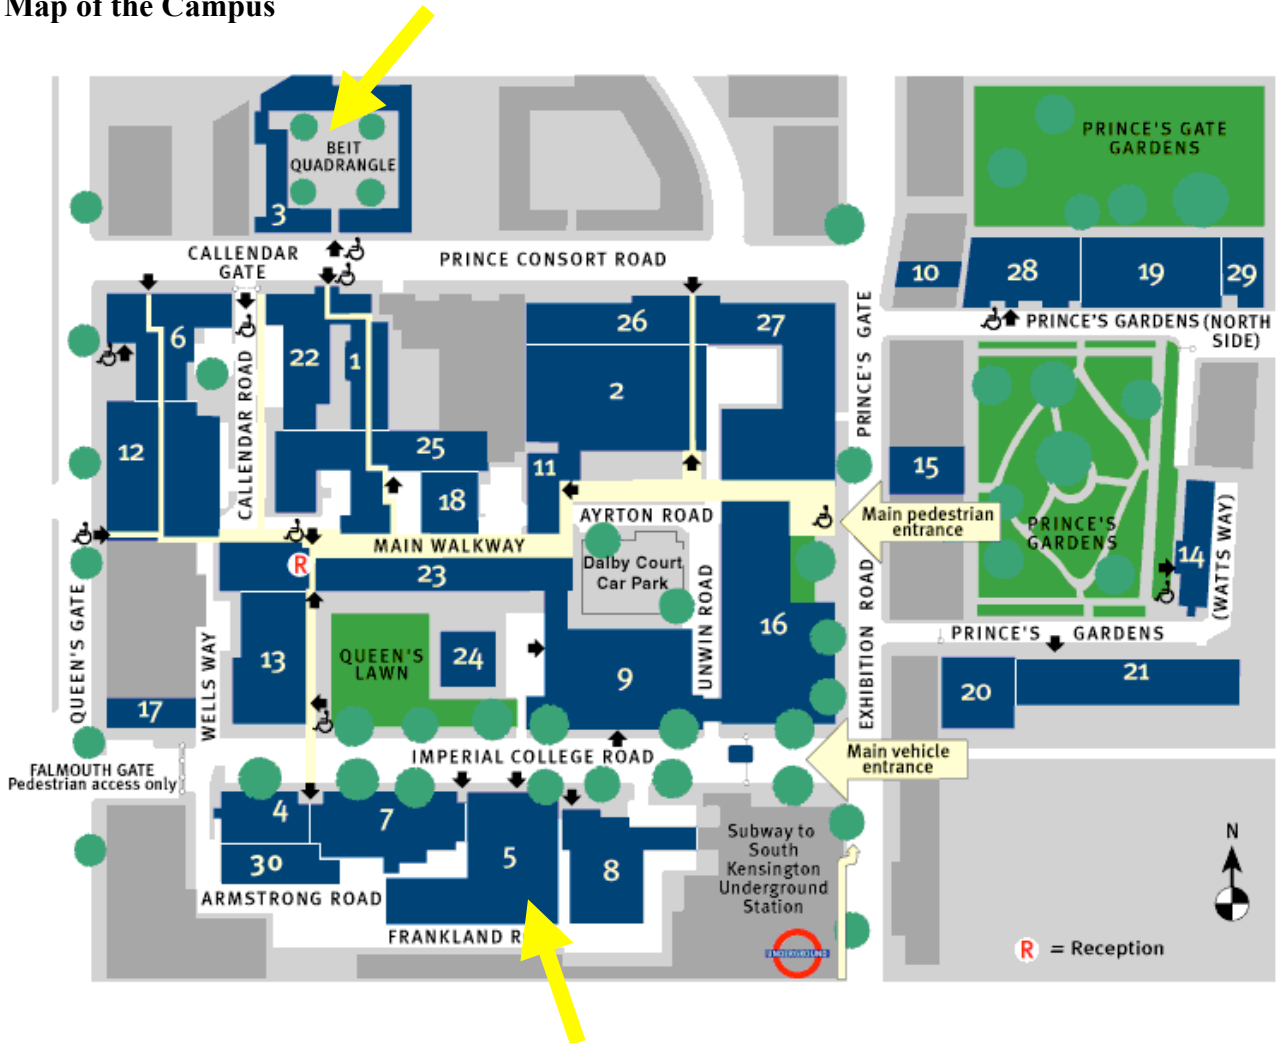 Map of the Campus
BEIT
QUADRANGLE
3
PRINCE'S GATE
GARDENS
CALLENDAR
GATE
PRINCE CONSORT ROAD
10
28
19
29
PRINCE'S GARDENS (NORTH
SIDE)
6
22
1
26
27
2
PRINCE'S GATE
CALLENDAR ROAD
12
25
18
11
15
AYRTON ROAD
Main pedestrian
entrance
PRINCE'S
GARDENS
14
(WATTS WAY)
MAIN WALKWAY
R
23
Dalby Court
Car Park
UNWIN ROAD
16
EXHIBITION ROAD
PRINCE'S GARDENS
QUEEN'S GATE
WELLS WAY
13
QUEEN'S
LAWN
24
9
20
21
17
IMPERIAL COLLEGE ROAD
Main vehicle
entrance
FALMOUTH GATE
Pedestrian access only
4
7
5
8
30
ARMSTRONG ROAD
FRANKLAND
Subway to
South
Kensington
Underground
Station
UNDERGROUND
N
R = Reception